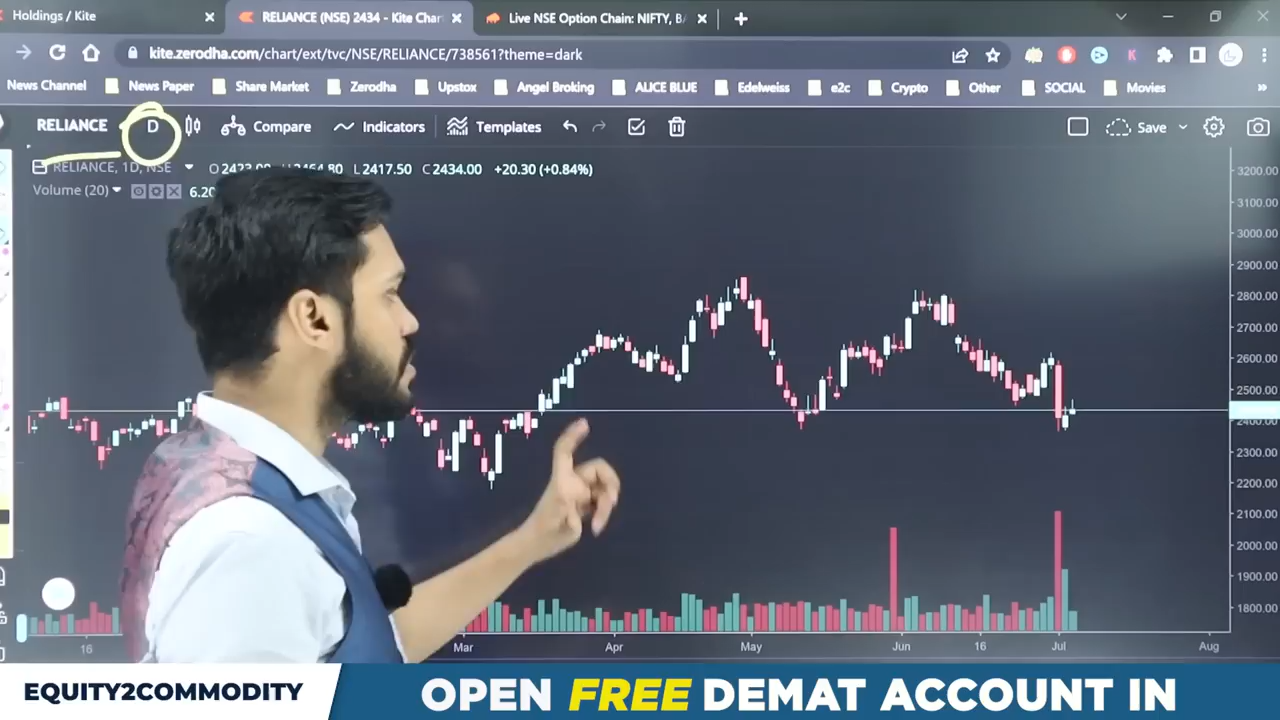 Holdings / Kite
RELIANCE (NSE) 2434 - Kite Char
Live NSE Option Chain: NIFTY, BA
kite.zerodha.com/chart/ext/tvc/NSE/RELIANCE/738561?theme=dark
K
News Channel News Paper Share Market Zerodha Upstox Angel Broking ALICE BLUE Edelweiss e2c Crypto Other SOCIAL Movies »
RELIANCE D Compare Indicators Templates Save
RELIANCE, 1D, NSE L2417.50 C2434.00 +20.30 (+0.84%)
Volume (20) 6.20
3200.00
3100.00
3000.00
2900.00
2800.00
2700.00
2600.00
2500.00
2400.00
2300.00
2200.00
2100.00
2000.00
1900.00
1800.00
16 Mar Apr May Jun 16 Jul Aug
EQUITY2COMMODITY
OPEN FREE DEMAT ACCOUNT IN